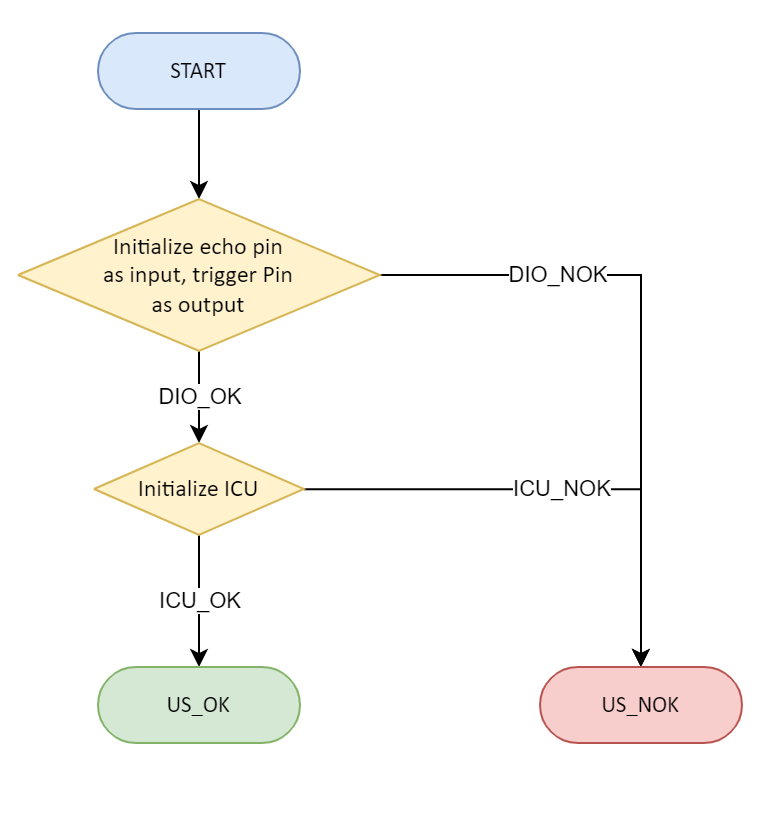 START
Initialize echo pin
as input, trigger Pin
as output
DIO_NOK
DIO_OK
Initialize ICU
ICU_NOK
ICU_OK
US_OK
US_NOK